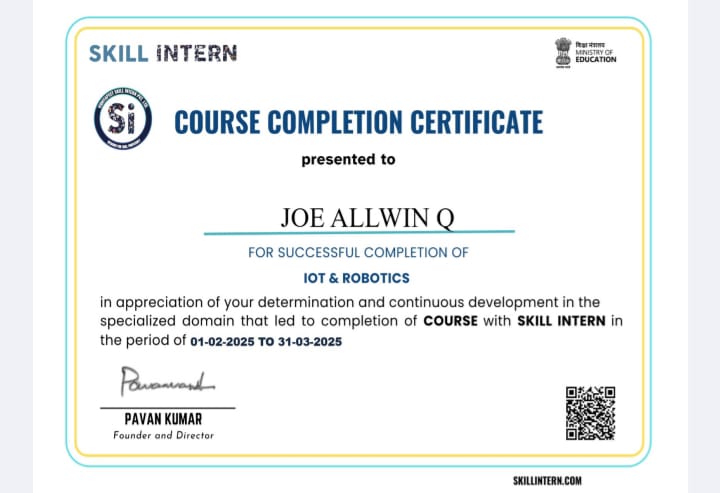 SKILL INTERN
शिक्षा मंत्रालय
MINISTRY OF
EDUCATION
Si
COURSE COMPLETION CERTIFICATE
presented to
JOE ALLWIN Q
FOR SUCCESSFUL COMPLETION OF
IOT & ROBOTICS
in appreciation of your determination and continuous development in the
specialized domain that led to completion of COURSE with SKILL INTERN in
the period of 01-02-2025 TO 31-03-2025
PAVAN KUMAR
Founder and Director
SKILLINTERN.COM